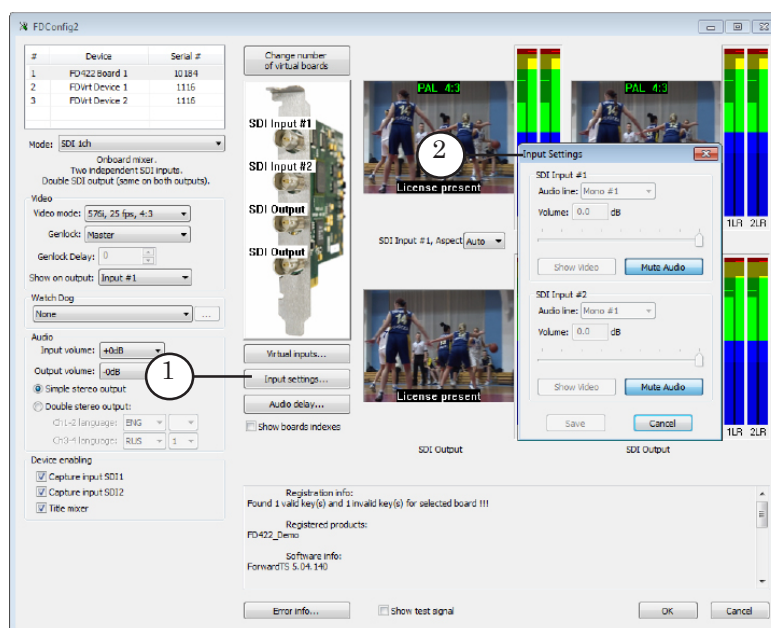 FDConfig2
# Device Serial #
1 FD422 Board 1 10184
2 FDVrt Device 1 1116
3 FDVrt Device 2 1116
Mode: SDI 1ch
Onboard mixer.
Two independent SDI inputs.
Double SDI output (same on both outputs).
Video
Video mode: 576i, 25 fps, 4:3
Genlock: Master
Genlock Delay: 0
Show on output: Input #1
Watch Dog
None ...
Audio
Input volume: +0dB
Output volume: -0dB
Simple stereo output
Double stereo output:
Ch1-2 language: ENG
Ch3-4 language: RUS 1
Device enabling
Capture input SDI1
Capture input SDI2
Title mixer
1
Change number
of virtual boards
SDI Input #1
SDI Input #2
SDI Output
SDI Output
Virtual inputs...
Input settings...
Audio delay...
Show boards indexes
PAL 4:3
License present
SDI Input #1, Aspect Auto
License present
SDI Output
PAL 4:3
1LR 2LR
SDI Output
1LR 2LR
2
Input Settings
SDI Input #1
Audio line: Mono #1
Volume: 0.0 dB
Show Video Mute Audio
SDI Input #2
Audio line: Mono #1
Volume: 0.0 dB
Show Video Mute Audio
Save Cancel
Registration info:
Found 1 valid key(s) and 1 invalid key(s) for selected board !!!
Registered products:
FD422_Demo
Software info:
ForwardTS 5.04.140
Error info... Show test signal OK Cancel